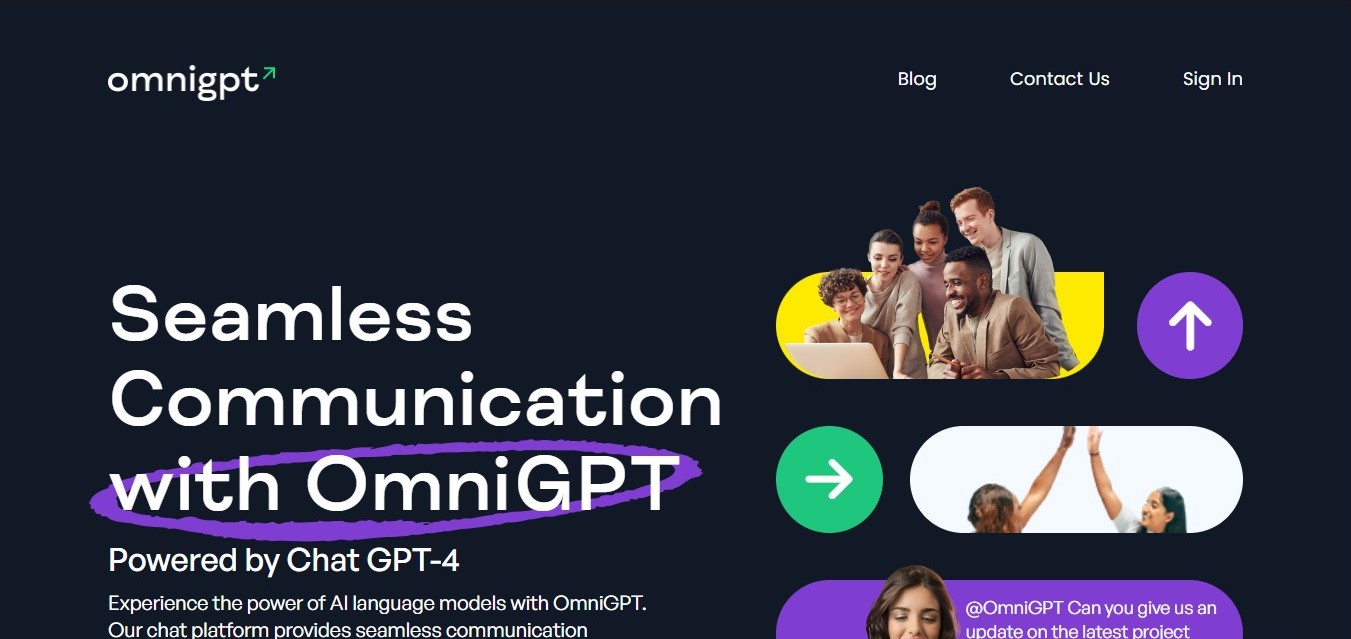 omnigpt
Blog
Contact Us
Sign In
Seamless
Communication
with OmniGPT
Powered by Chat GPT-4
Experience the power of AI language models with OmniGPT.
Our chat platform provides seamless communication
@OmniGPT Can you give us an
update on the latest project